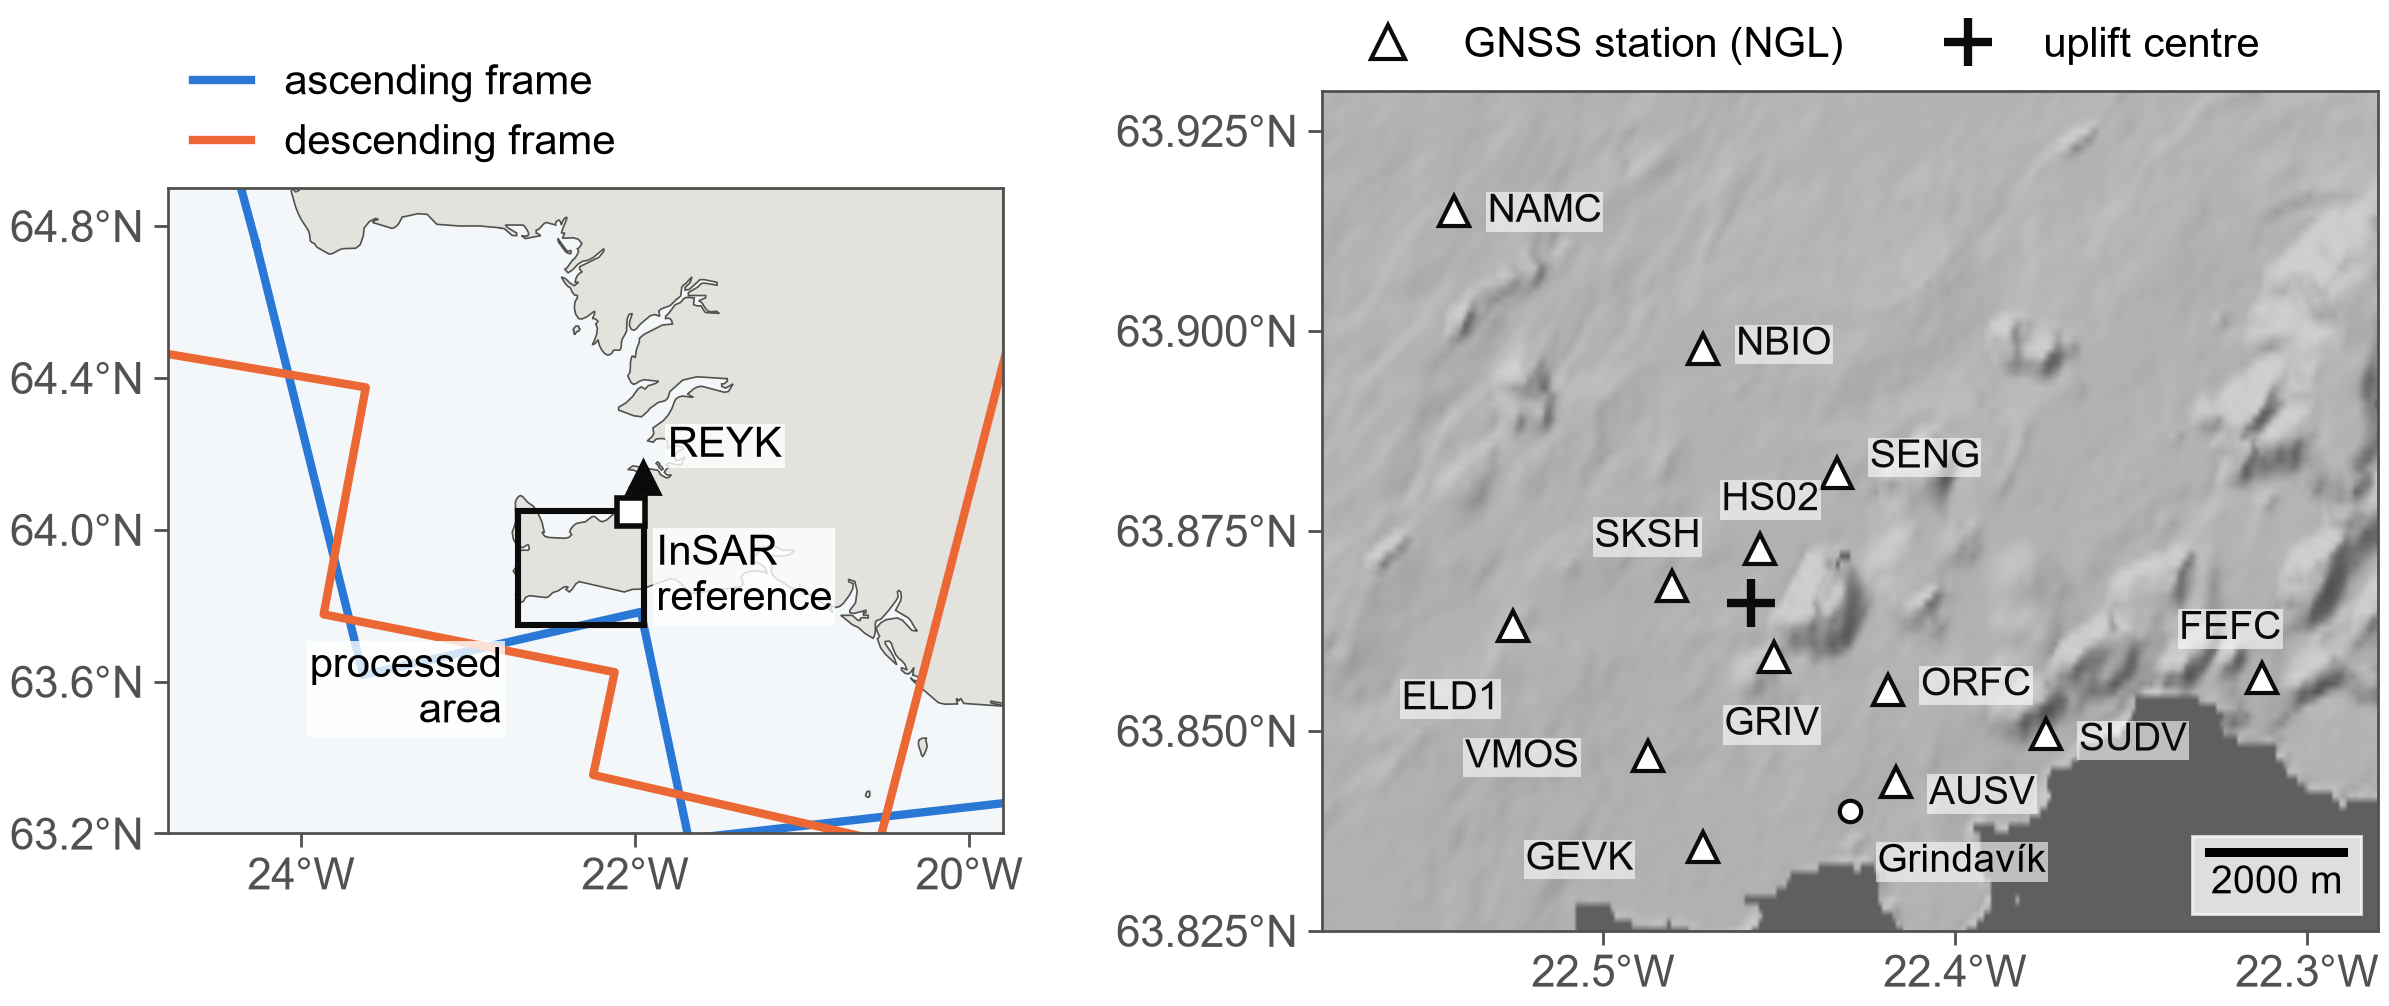 ascending frame
descending frame
64.8°N
64.4°N
64.0°N
63.6°N
63.2°N
24°W
22°W
20°W
REYK
InSAR
reference
processed
area
GNSS station (NGL)
uplift centre
63.925°N
63.900°N
63.875°N
63.850°N
63.825°N
22.5°W
22.4°W
22.3°W
NAMC
NBIO
SENG
HS02
SKSH
FEFC
ELD1
ORFC
GRIV
SUDV
VMOS
AUSV
GEVK
Grindavík
2000 m